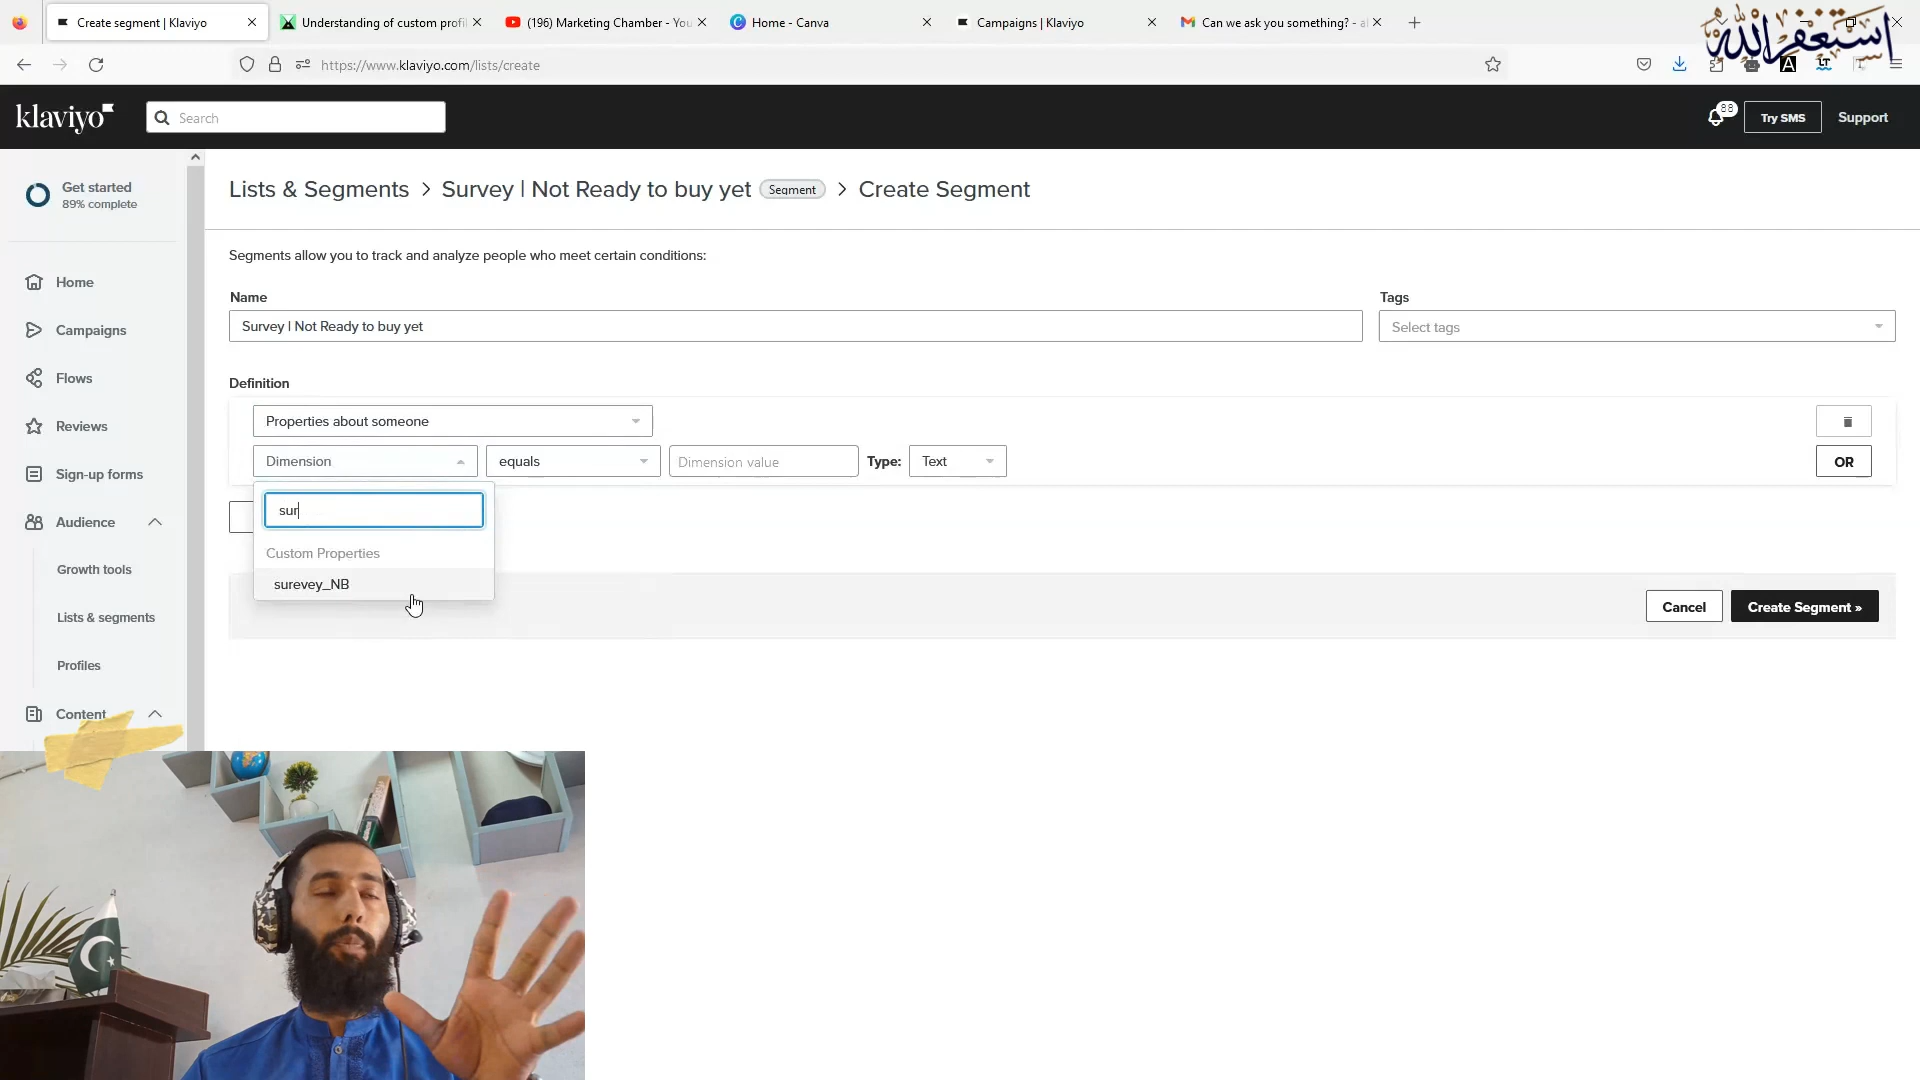 Create segment | Klaviyo
Understanding of custom profil
(196) Marketing Chamber - You
Home - Canva
Campaigns | Klaviyo
Can we ask you something? - al
أستغفر الله
https://www.klaviyo.com/lists/create
klaviyo
Search
88
Try SMS
Support
Get started
89% complete
Lists & Segments > Survey | Not Ready to buy yet Segment > Create Segment
Segments allow you to track and analyze people who meet certain conditions:
Name
Tags
Survey | Not Ready to buy yet
Select tags
Definition
Properties about someone
Dimension
equals
Dimension value
Type:
Text
OR
sur
Custom Properties
surevey_NB
Cancel
Create Segment »
Home
Campaigns
Flows
Reviews
Sign-up forms
Audience
Growth tools
Lists & segments
Profiles
Content